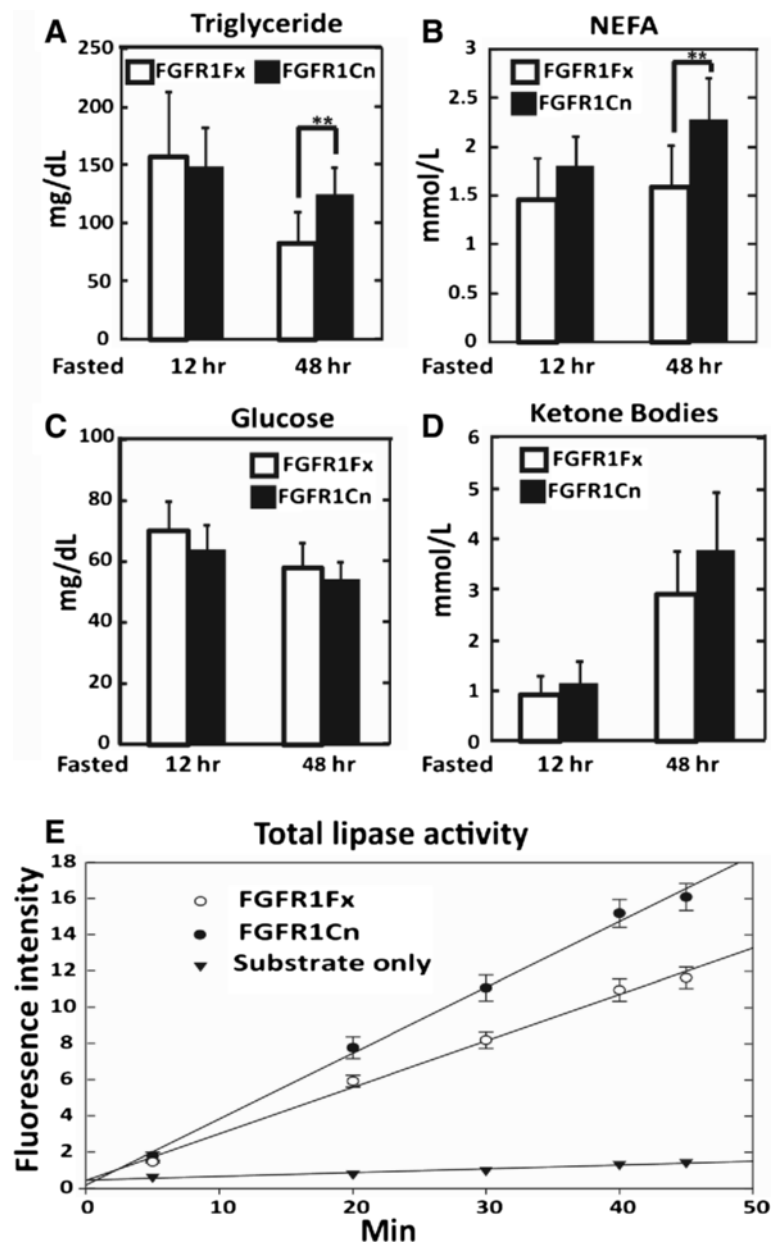 A Triglyceride
250
200
150
100
50
0
mg/dL
FGFR1Fx FGFR1Cn
**
Fasted 12 hr 48 hr
B NEFA
3
2.5
2
1.5
1
0.5
0
mmol/L
FGFR1Fx
FGFR1Cn
**
Fasted 12 hr 48 hr
C Glucose
100
80
60
40
20
0
mg/dL
FGFR1Fx
FGFR1Cn
Fasted 12 hr 48 hr
D Ketone Bodies
6
5
4
3
2
1
0
mmol/L
FGFR1Fx
FGFR1Cn
Fasted 12 hr 48 hr
E Total lipase activity
18
16
14
12
10
8
6
4
2
0
Fluoresence intensity
FGFR1Fx
FGFR1Cn
Substrate only
0 10 20 30 40 50
Min